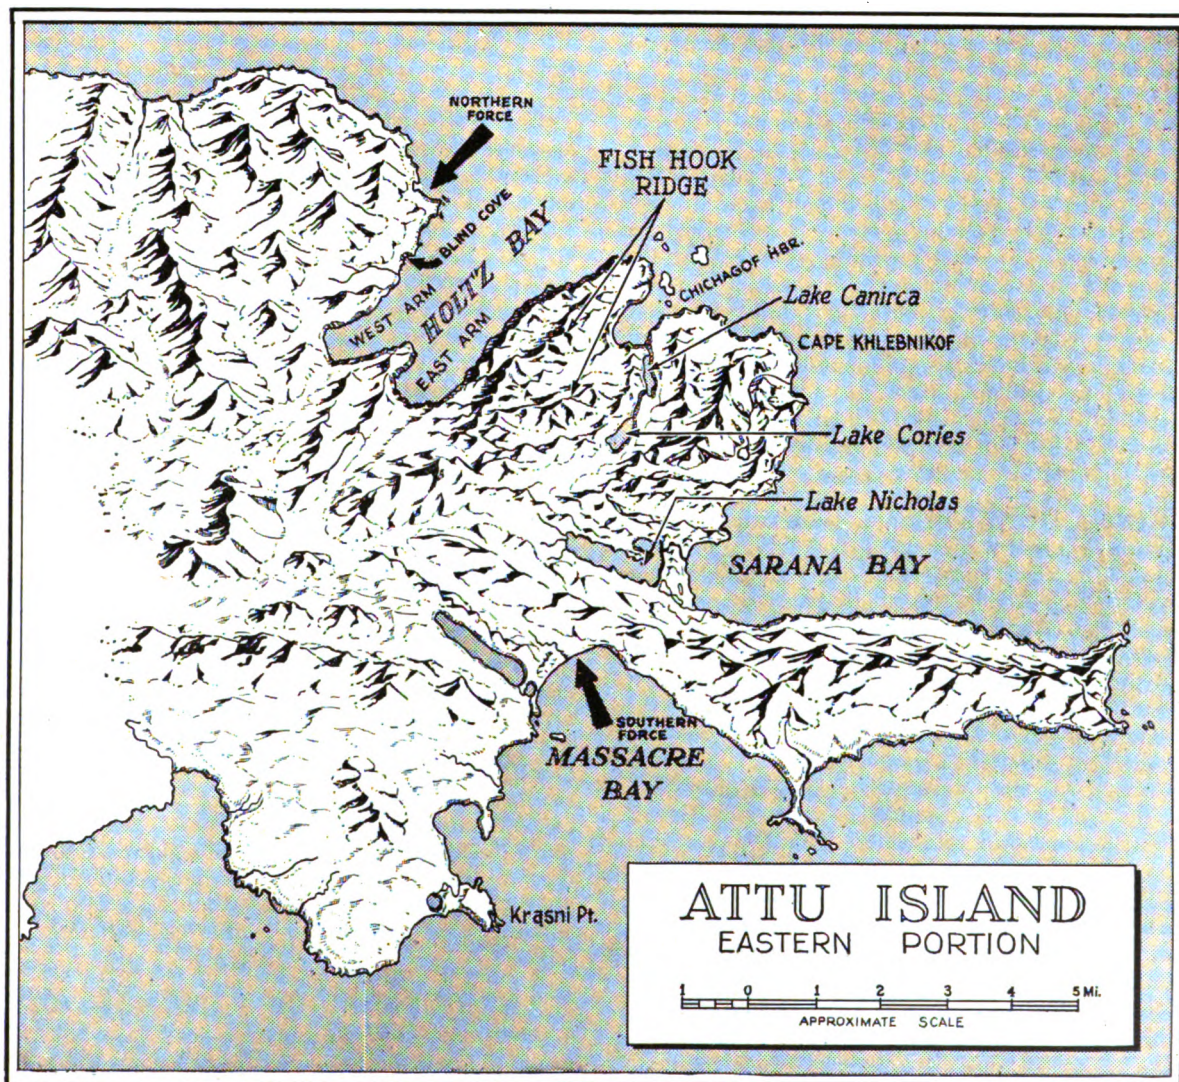 NORTHERN
FORCE
FISH HOOK
RIDGE
BLIND COVE
HOLTZ BAY
WEST ARM
EAST ARM
CHICHAGOF HBR.
Lake Canirca
CAPE KHLEBNIKOF
Lake Cories
Lake Nicholas
SARANA BAY
SOUTHERN
FORCE
MASSACRE
BAY
Krasni Pt.
ATTU ISLAND
EASTERN PORTION
1 0 1 2 3 4 5 Mi.
APPROXIMATE SCALE